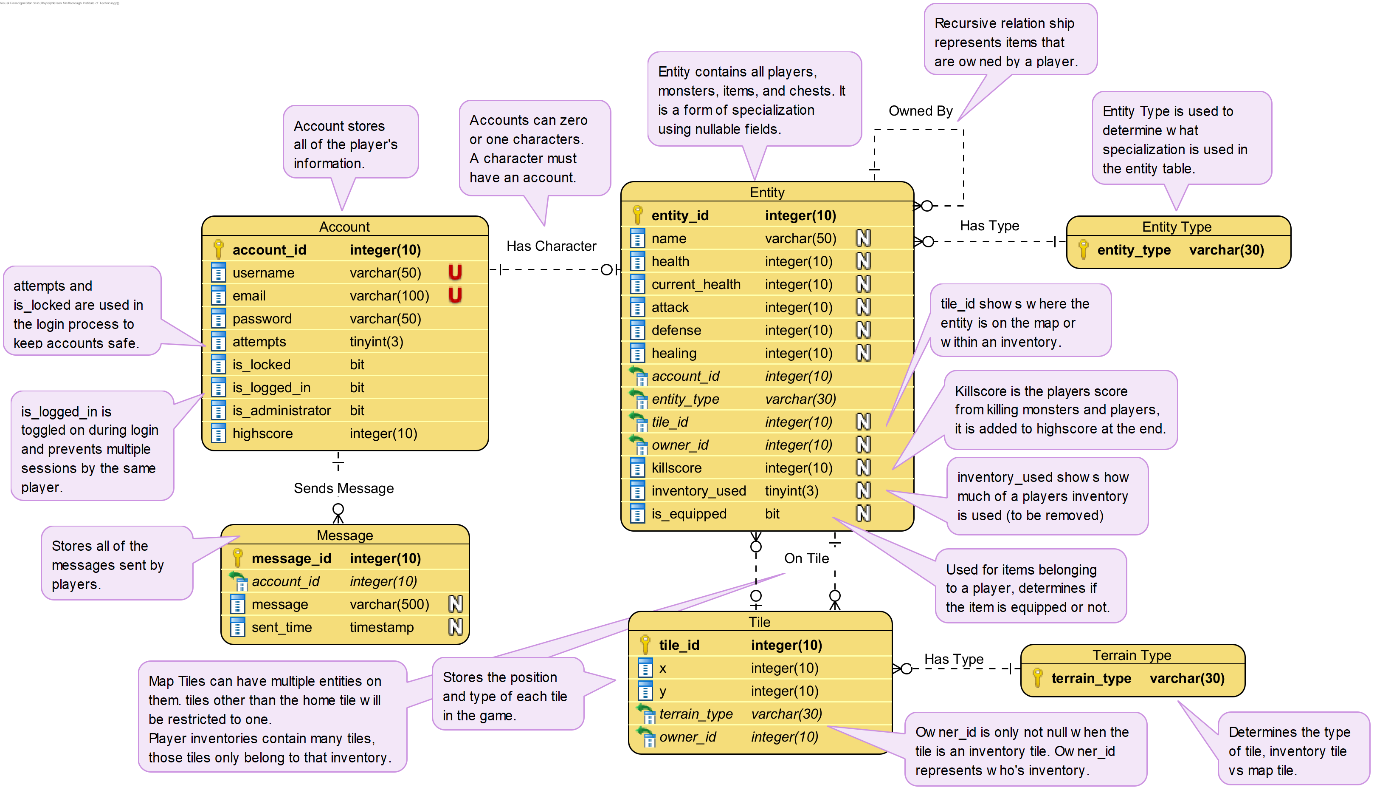 Recursive relation ship
represents items that
are owned by a player.
Entity contains all players,
monsters, items, and chests. It
is a form of specialization
using nullable fields.
Owned By
Entity Type is used to
determine what
specialization is used in
the entity table.
Account stores
all of the player's
information.
Accounts can zero
or one characters.
A character must
have an account.
Has Character
Has Type
Account
account_id integer(10)
username varchar(50) U
email varchar(100) U
password varchar(50)
attempts tinyint(3)
is_locked bit
is_logged_in bit
is_administrator bit
highscore integer(10)
Entity
entity_id integer(10)
name varchar(50) N
health integer(10) N
current_health integer(10) N
attack integer(10) N
defense integer(10) N
healing integer(10) N
account_id integer(10)
entity_type varchar(30)
tile_id integer(10) N
owner_id integer(10) N
killscore integer(10) N
inventory_used tinyint(3) N
is_equipped bit N
Entity Type
entity_type varchar(30)
attempts and
is_locked are used in
the login process to
keep accounts safe.
is_logged_in is
toggled on during login
and prevents multiple
sessions by the same
player.
tile_id shows where the
entity is on the map or
within an inventory.
Killscore is the players score
from killing monsters and players,
it is added to highscore at the end.
inventory_used shows how
much of a players inventory
is used (to be removed)
Used for items belonging
to a player, determines if
the item is equipped or not.
Sends Message
Stores all of the
messages sent by
players.
Message
message_id integer(10)
account_id integer(10)
message varchar(500) N
sent_time timestamp N
On Tile
Map Tiles can have multiple entities on
them. tiles other than the home tile will
be restricted to one.
Player inventories contain many tiles,
those tiles only belong to that inventory.
Stores the position
and type of each tile
in the game.
Tile
tile_id integer(10)
x integer(10)
y integer(10)
terrain_type varchar(30)
owner_id integer(10)
Has Type
Terrain Type
terrain_type varchar(30)
Owner_id is only not null when the
tile is an inventory tile. Owner_id
represents who's inventory.
Determines the type
of tile, inventory tile
vs map tile.